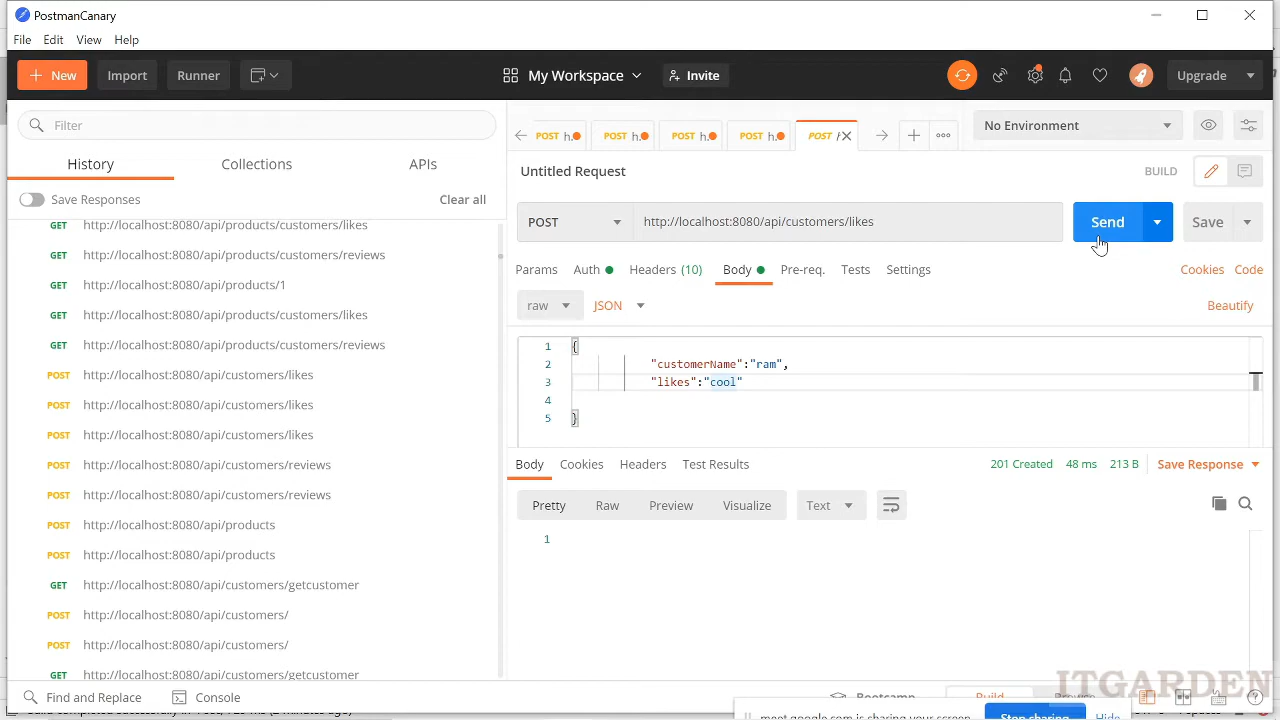 PostmanCanary
File Edit View Help
New Import Runner My Workspace Invite Upgrade
Filter
History Collections APIs
Save Responses Clear all
GET http://localhost:8080/api/products/customers/likes
GET http://localhost:8080/api/products/customers/reviews
GET http://localhost:8080/api/products/1
GET http://localhost:8080/api/products/customers/likes
GET http://localhost:8080/api/products/customers/reviews
POST http://localhost:8080/api/customers/likes
POST http://localhost:8080/api/customers/likes
POST http://localhost:8080/api/customers/likes
POST http://localhost:8080/api/customers/reviews
POST http://localhost:8080/api/customers/reviews
POST http://localhost:8080/api/products
POST http://localhost:8080/api/products
GET http://localhost:8080/api/customers/getcustomer
POST http://localhost:8080/api/customers/
POST http://localhost:8080/api/customers/
GET http://localhost:8080/api/customers/getcustomer
POST h. POST h. POST h. POST h. POST No Environment
Untitled Request BUILD
POST http://localhost:8080/api/customers/likes Send Save
Params Auth Headers (10) Body Pre-req. Tests Settings Cookies Code
raw JSON Beautify
1 {
2 "customerName":"ram",
3 "likes":"cool"
4
5 }
Body Cookies Headers Test Results 201 Created 48 ms 213 B Save Response
Pretty Raw Preview Visualize Text
1
ITGARDEN
Find and Replace Console Bootcamp Build Browse
meet.google.com is sharing your screen. Stop sharing Hide